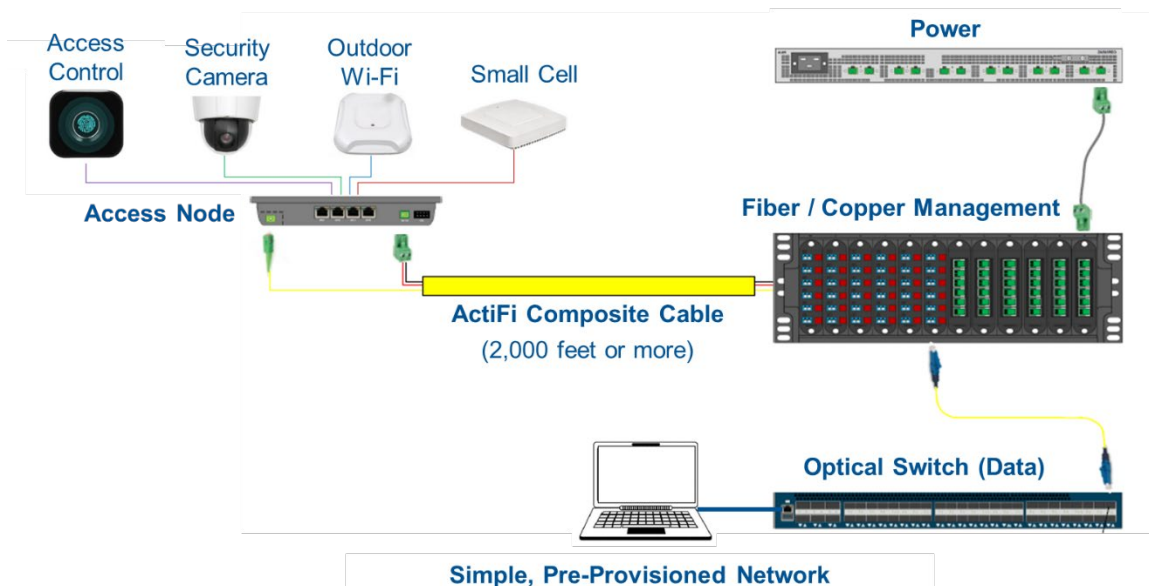 Access
Control
Security
Camera
Outdoor
Wi-Fi
Small Cell
Power
Access Node
Fiber / Copper Management
ActiFi Composite Cable
(2,000 feet or more)
Optical Switch (Data)
Simple, Pre-Provisioned Network